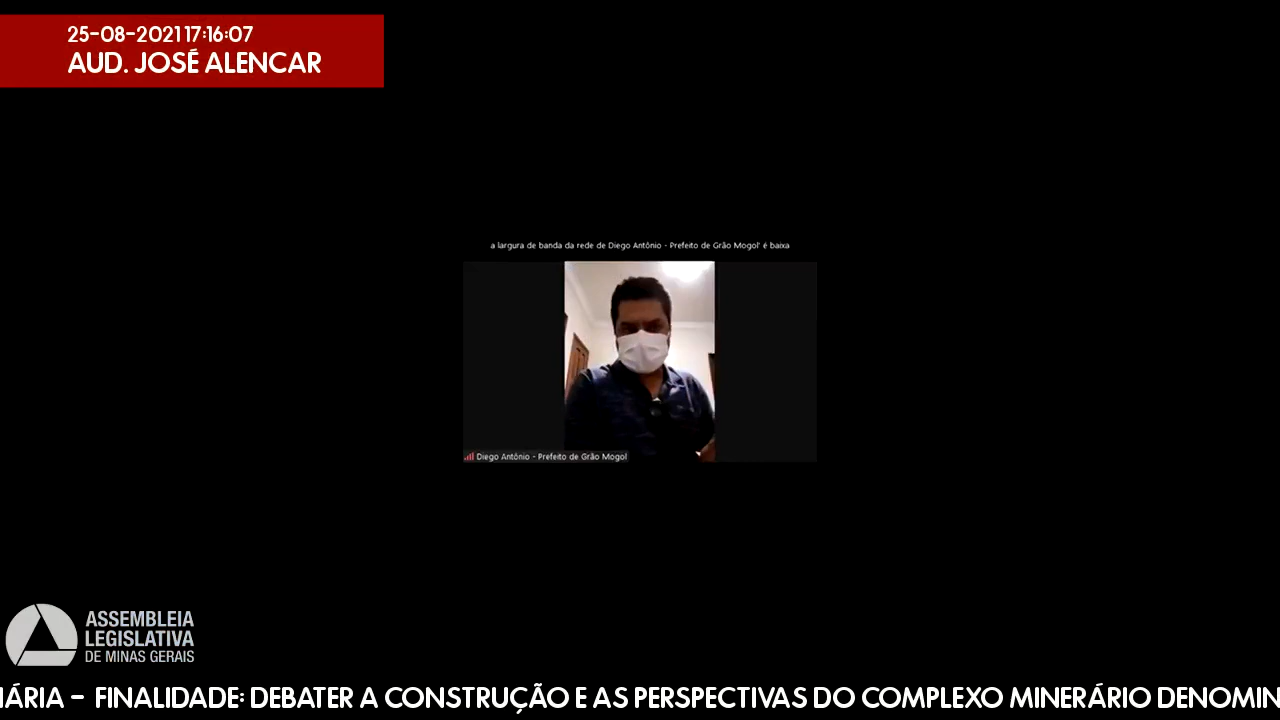 25-08-2021 17:16:07
AUD. JOSÉ ALENCAR
a largura de banda da rede de Diego Antônio - Prefeito de Grão Mogol' é baixa
Diego Antônio - Prefeito de Grão Mogol
ASSEMBLEIA
LEGISLATIVA
DE MINAS GERAIS
FINALIDADE: DEBATER A CONSTRUÇÃO E AS PERSPECTIVAS DO COMPLEXO MINERÁRIO